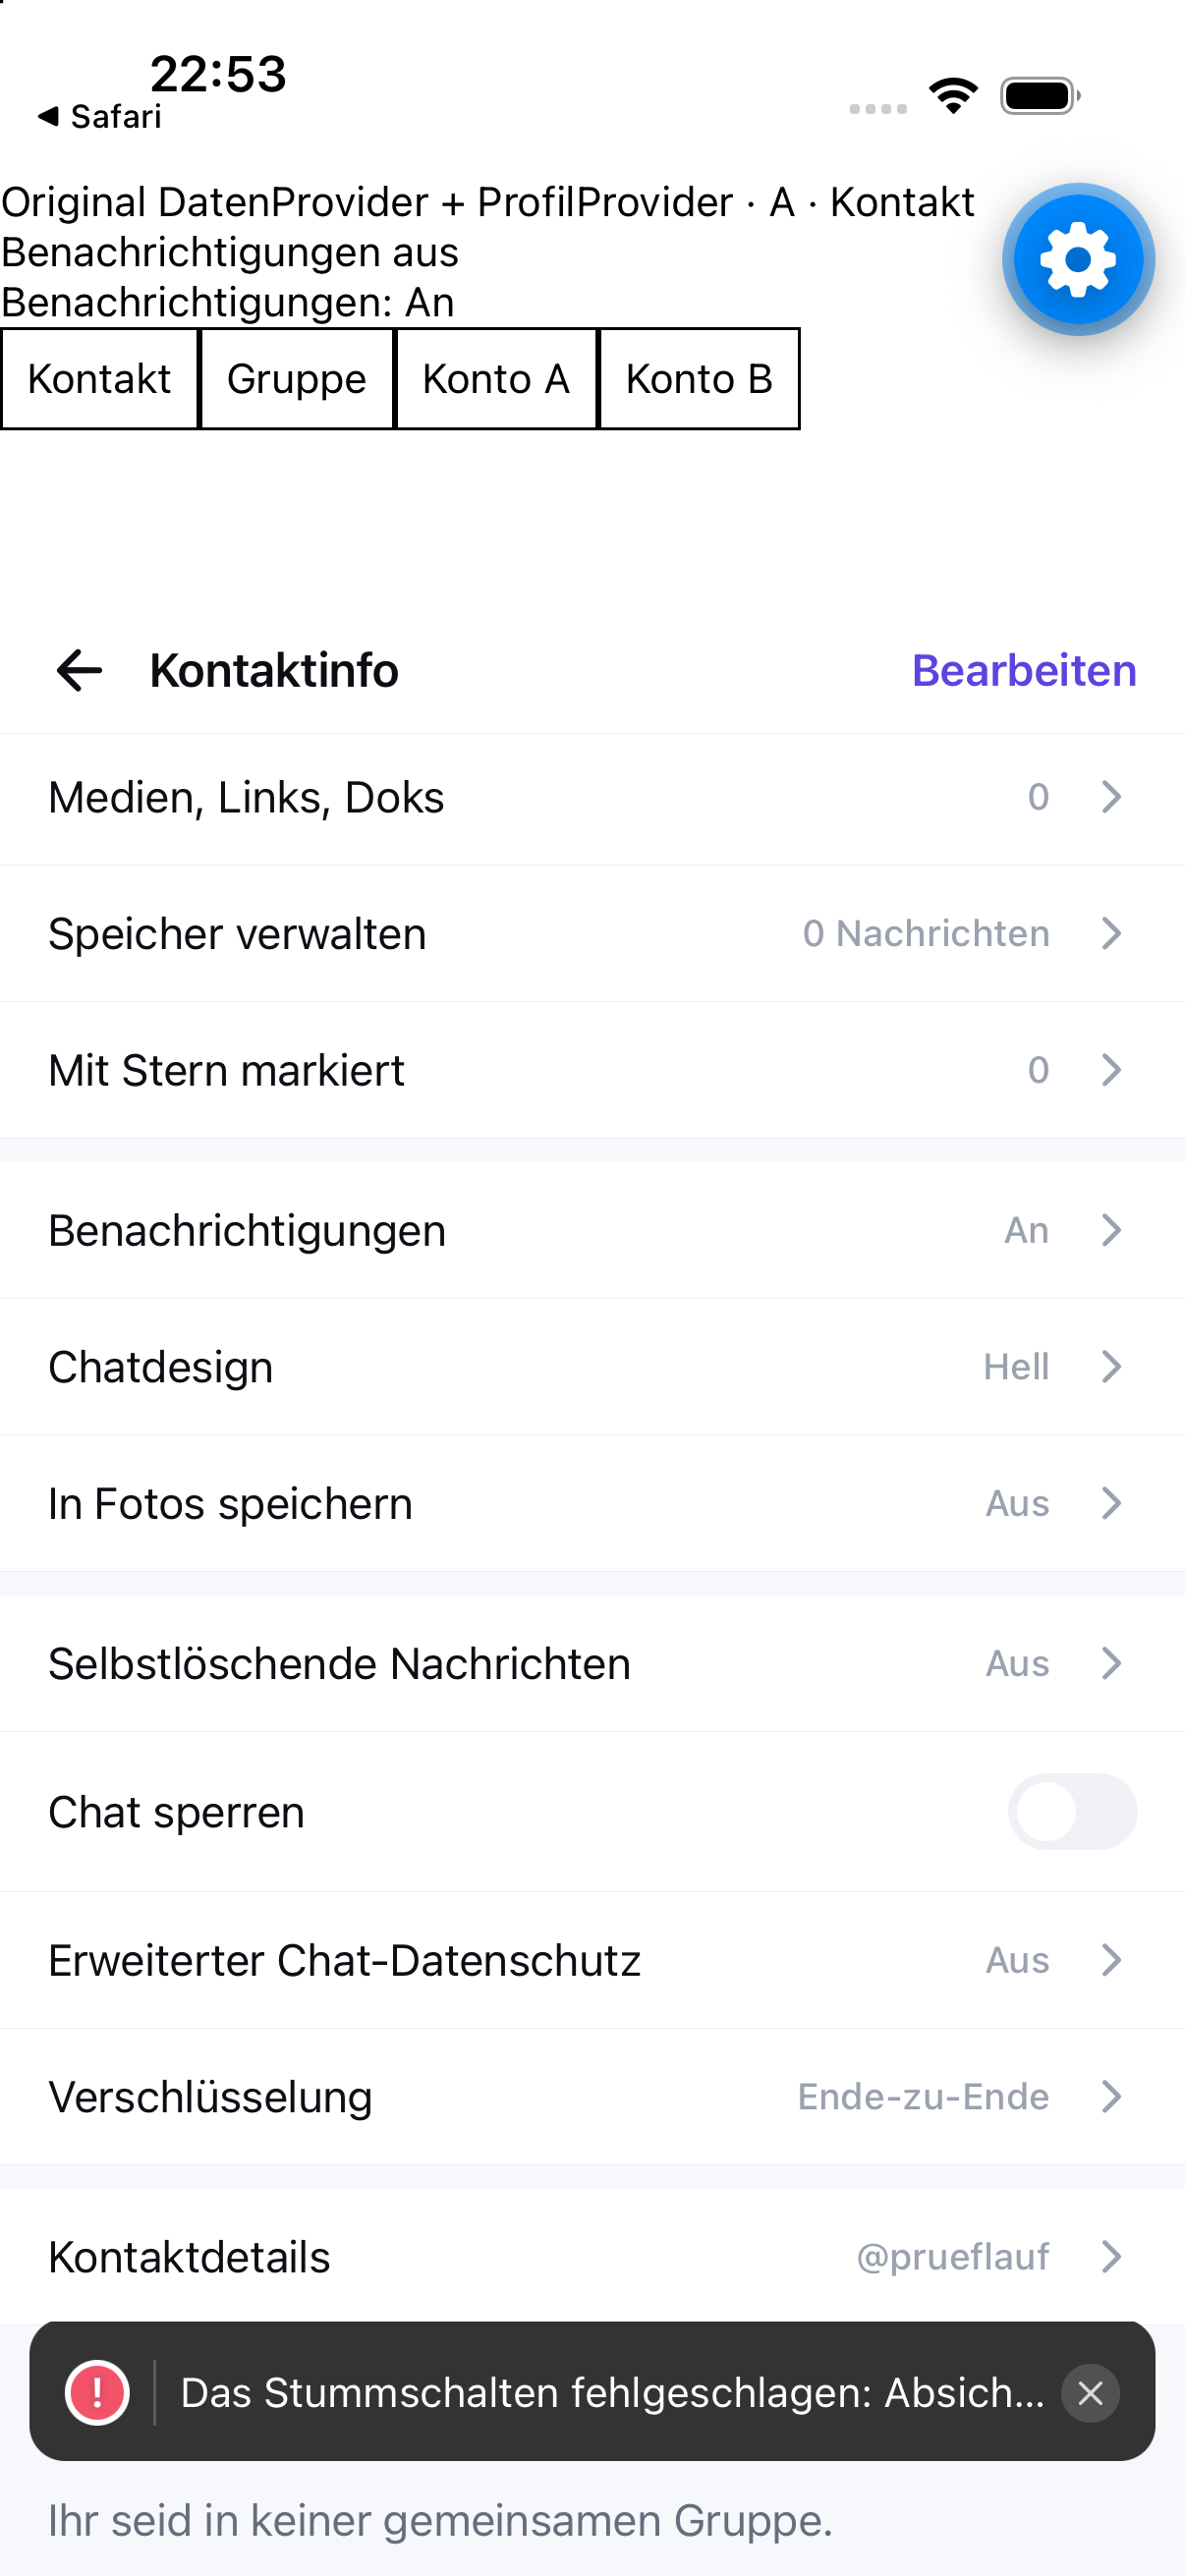 22:53
Safari
Original DatenProvider + ProfilProvider · A · Kontakt
Benachrichtigungen aus
Benachrichtigungen: An
Kontakt Gruppe Konto A Konto B
Kontaktinfo Bearbeiten
Medien, Links, Doks 0
Speicher verwalten 0 Nachrichten
Mit Stern markiert 0
Benachrichtigungen An
Chatdesign Hell
In Fotos speichern Aus
Selbstlöschende Nachrichten Aus
Chat sperren
Erweiterter Chat-Datenschutz Aus
Verschlüsselung Ende-zu-Ende
Kontaktdetails @prueflauf
! Das Stummschalten fehlgeschlagen: Absich...
Ihr seid in keiner gemeinsamen Gruppe.